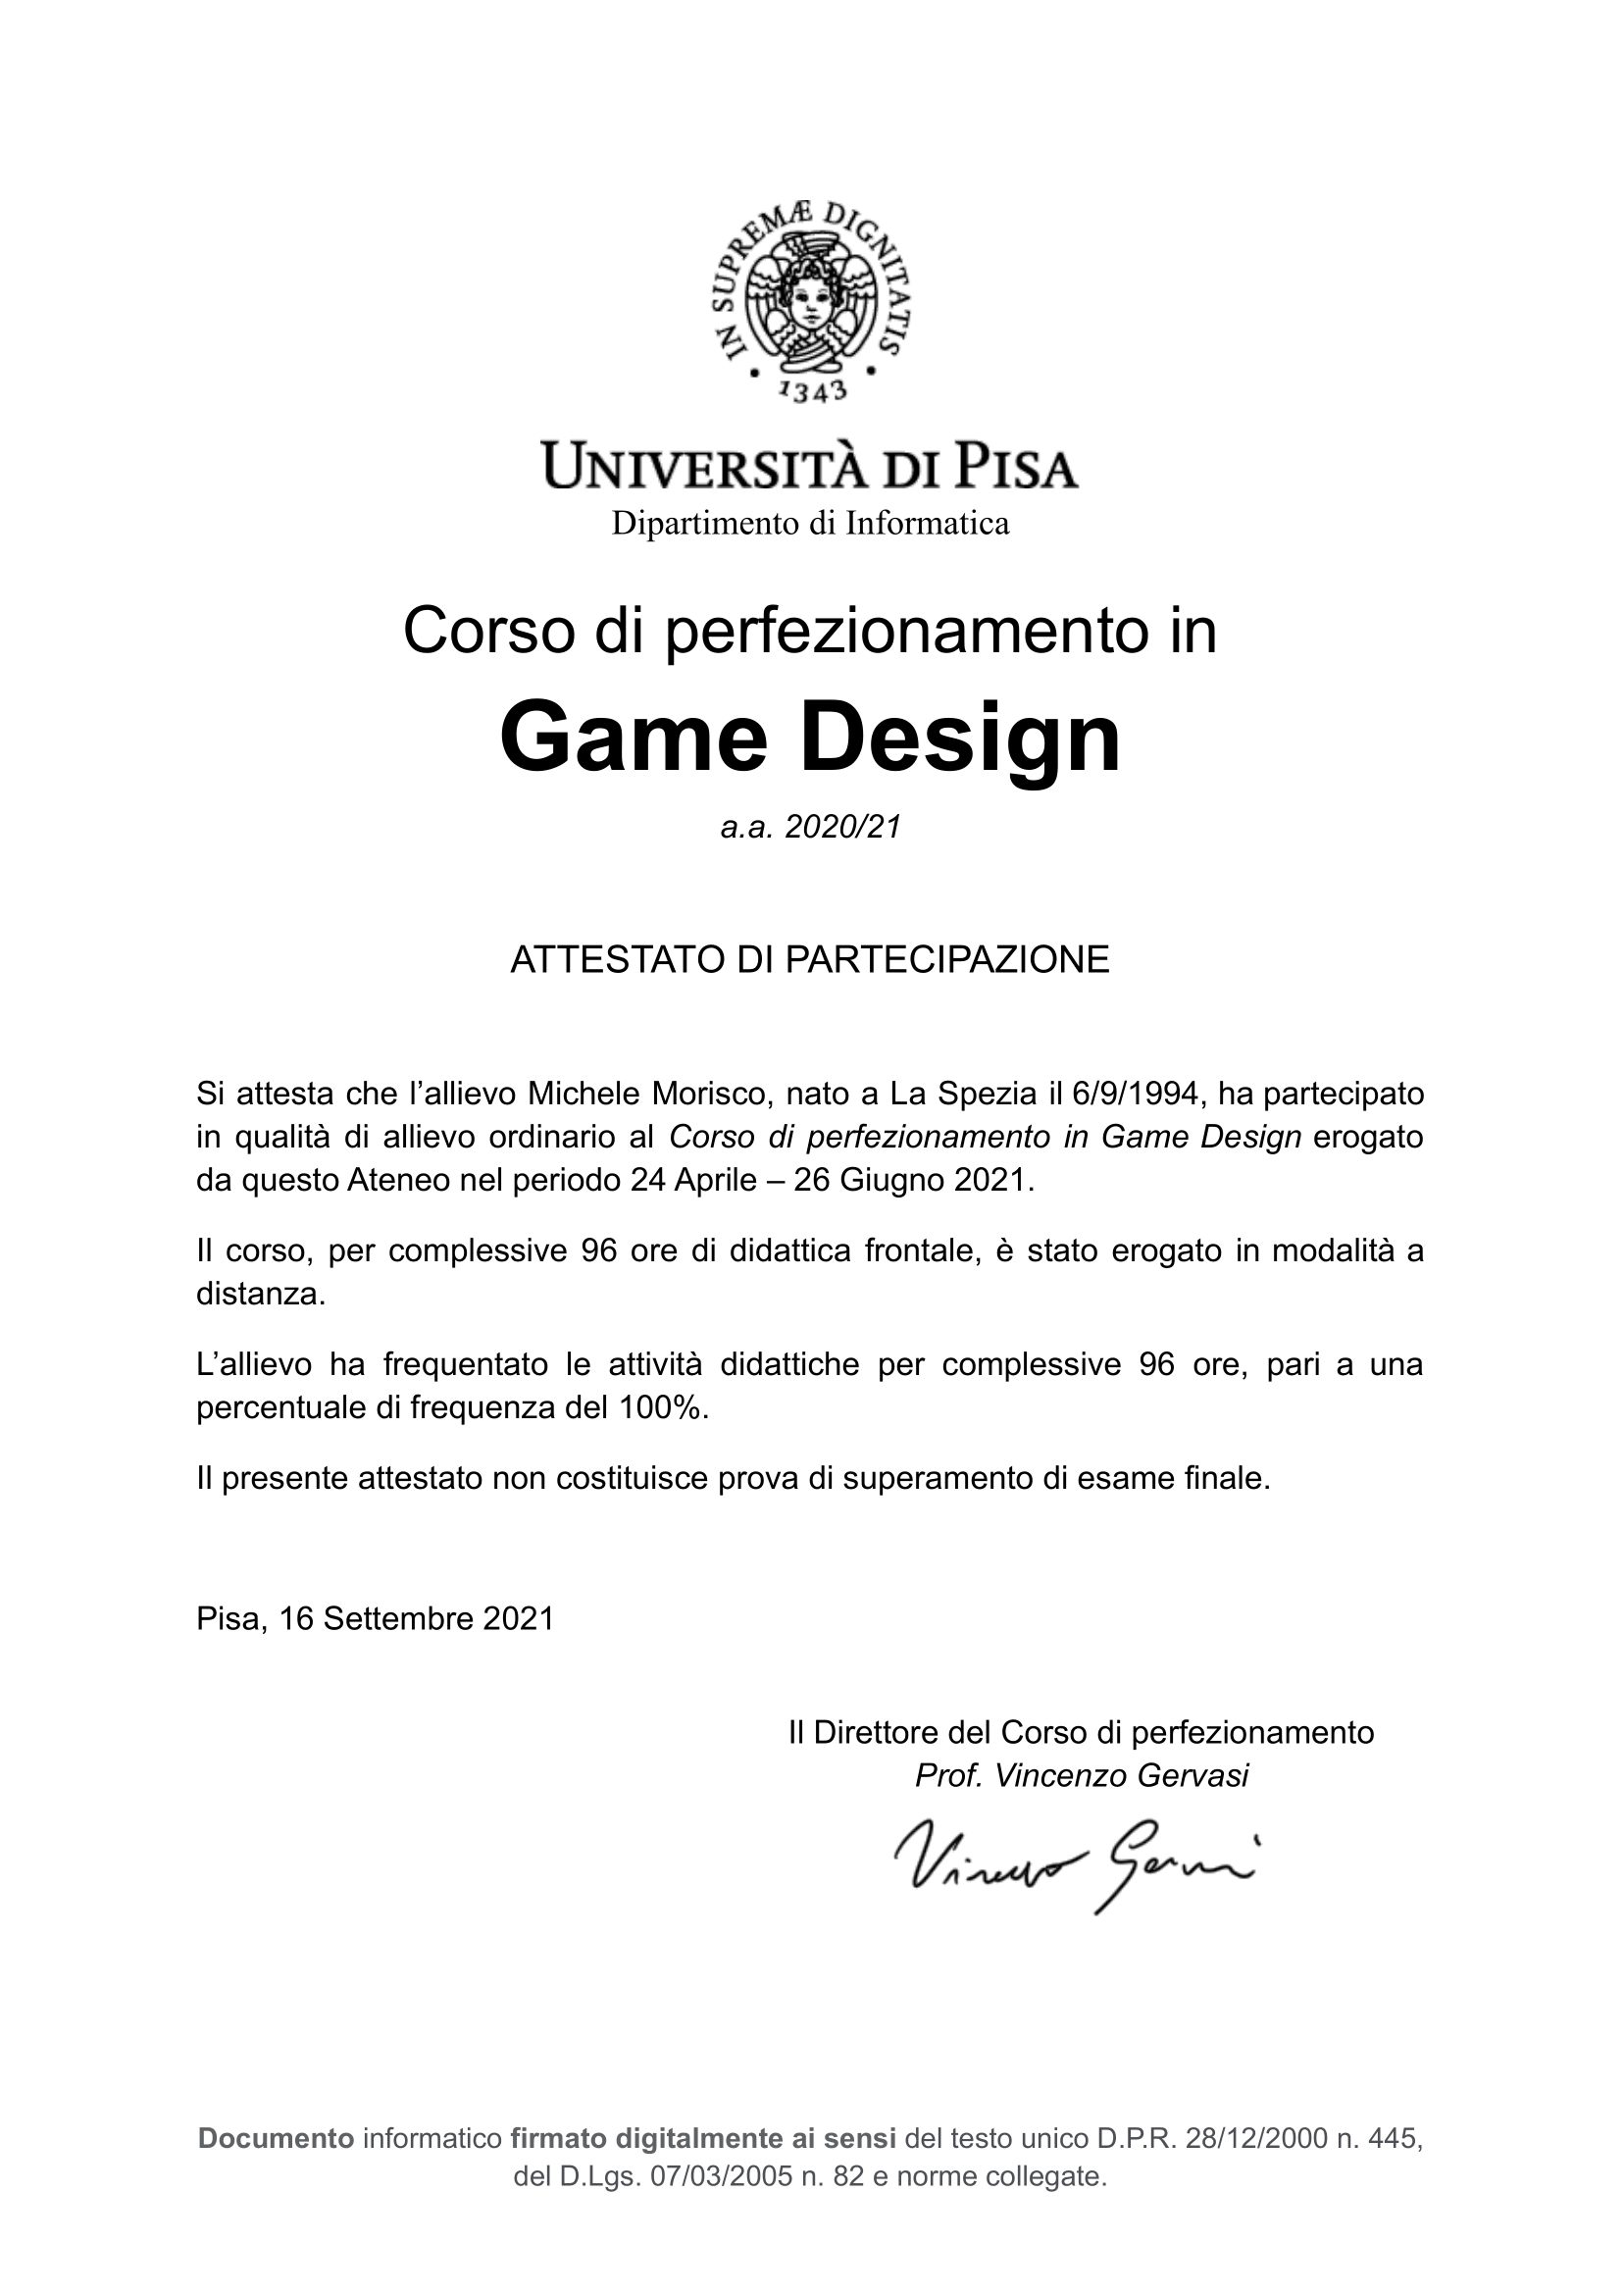 IN SUPREMÆ DIGNITATIS
1343
UNIVERSITÀ DI PISA
Dipartimento di Informatica
Corso di perfezionamento in
Game Design
a.a. 2020/21
ATTESTATO DI PARTECIPAZIONE
Si attesta che l’allievo Michele Morisco, nato a La Spezia il 6/9/1994, ha partecipato
in qualità di allievo ordinario al Corso di perfezionamento in Game Design erogato
da questo Ateneo nel periodo 24 Aprile – 26 Giugno 2021.
Il corso, per complessive 96 ore di didattica frontale, è stato erogato in modalità a
distanza.
L’allievo ha frequentato le attività didattiche per complessive 96 ore, pari a una
percentuale di frequenza del 100%.
Il presente attestato non costituisce prova di superamento di esame finale.
Pisa, 16 Settembre 2021
Il Direttore del Corso di perfezionamento
Prof. Vincenzo Gervasi
Vincenzo Gervasi
Documento informatico firmato digitalmente ai sensi del testo unico D.P.R. 28/12/2000 n. 445,
del D.Lgs. 07/03/2005 n. 82 e norme collegate.